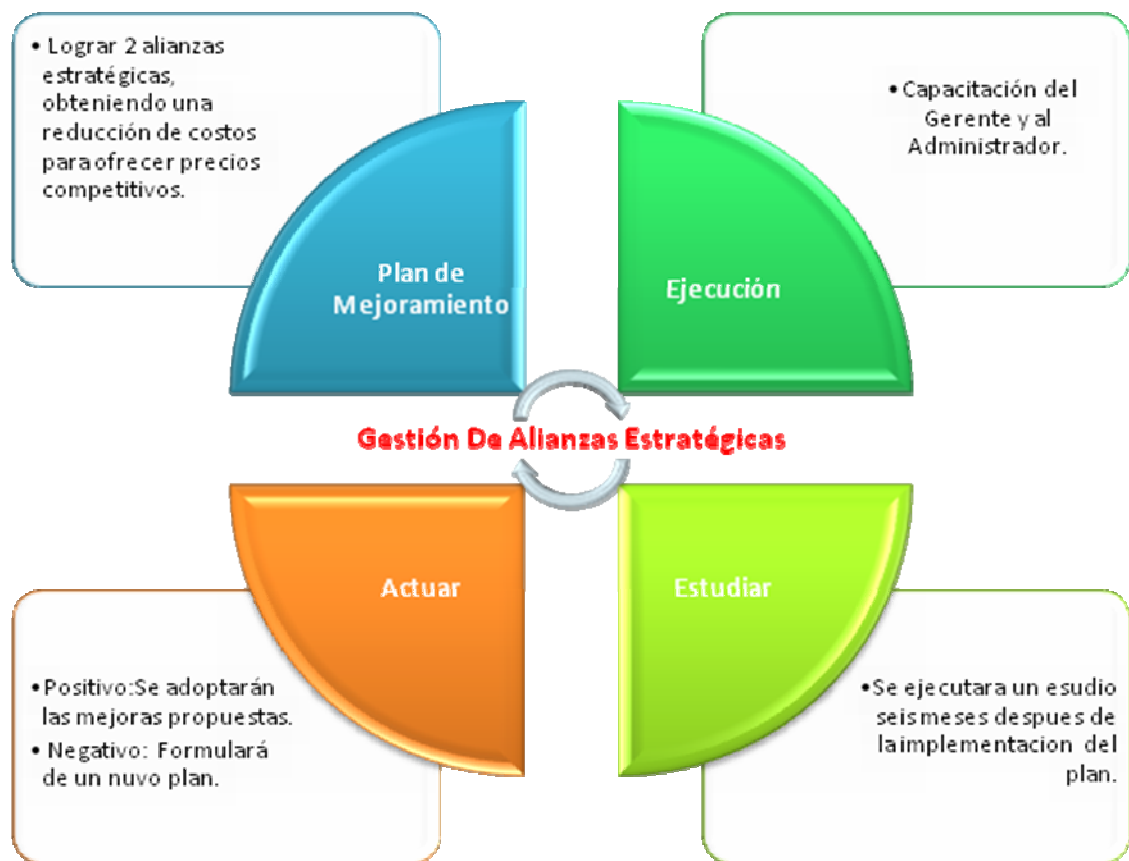 • Lograr 2 alianzas
estratégicas,
obteniendo una
reducción de costos
para ofrecer precios
competitivos.
•Capacitación del
Gerente y al
Administrador.
Plan de
Mejoramiento
Ejecución
Gestión De Alianzas Estratégicas
Actuar
Estudiar
•Positivo:Se adoptarán
las mejoras propuestas.
• Negativo: Formulará
de un nuvo plan.
•Se ejecutara un esudio
seis meses despues de
la implementacion del
plan.